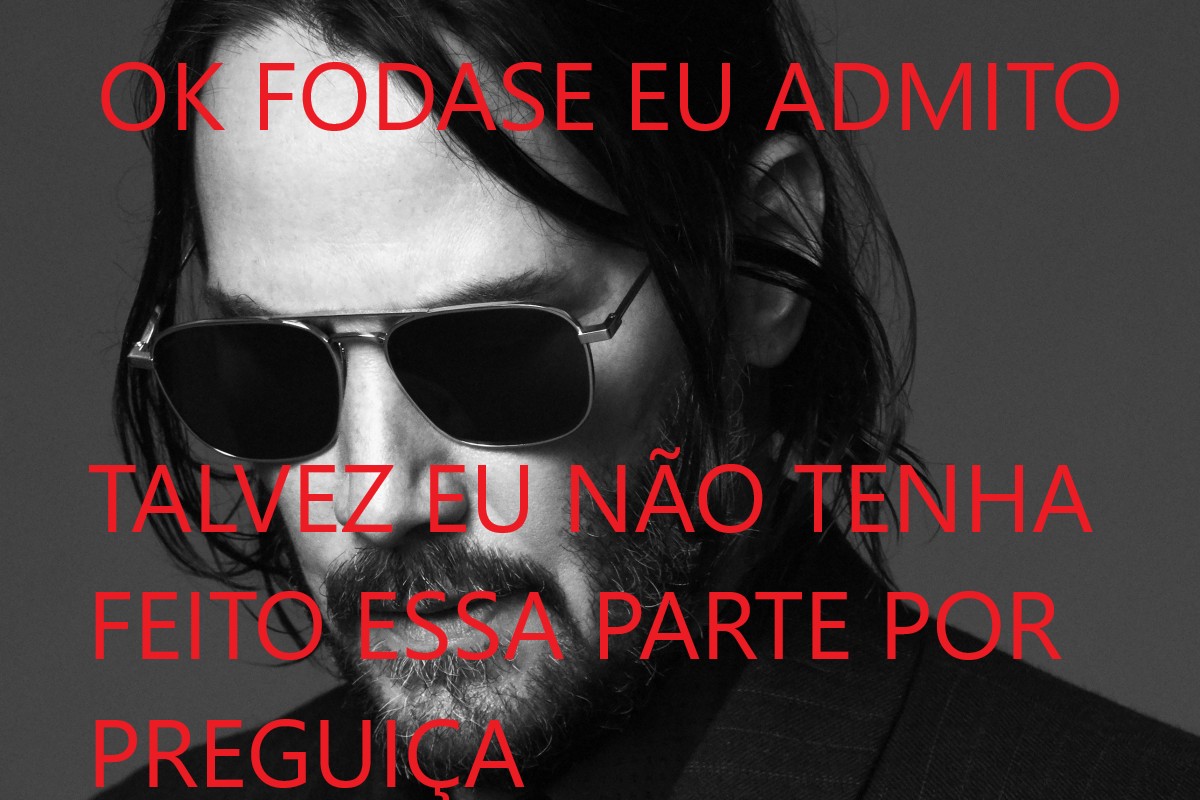 OK FODASE EU ADMITO
TALVEZ EU NÃO TENHA
FEITO ESSA PARTE POR
PREGUIÇA